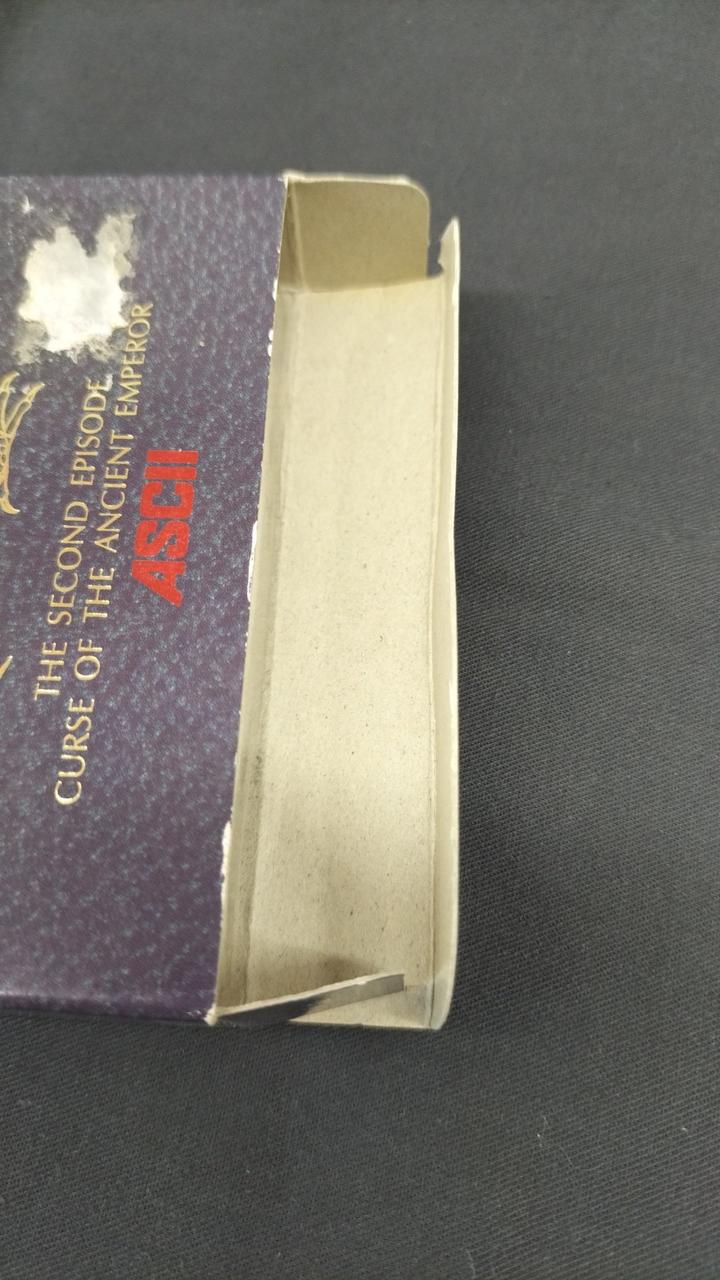 THE SECOND EPISODE
CURSE OF THE ANCIENT EMPEROR
ASCII